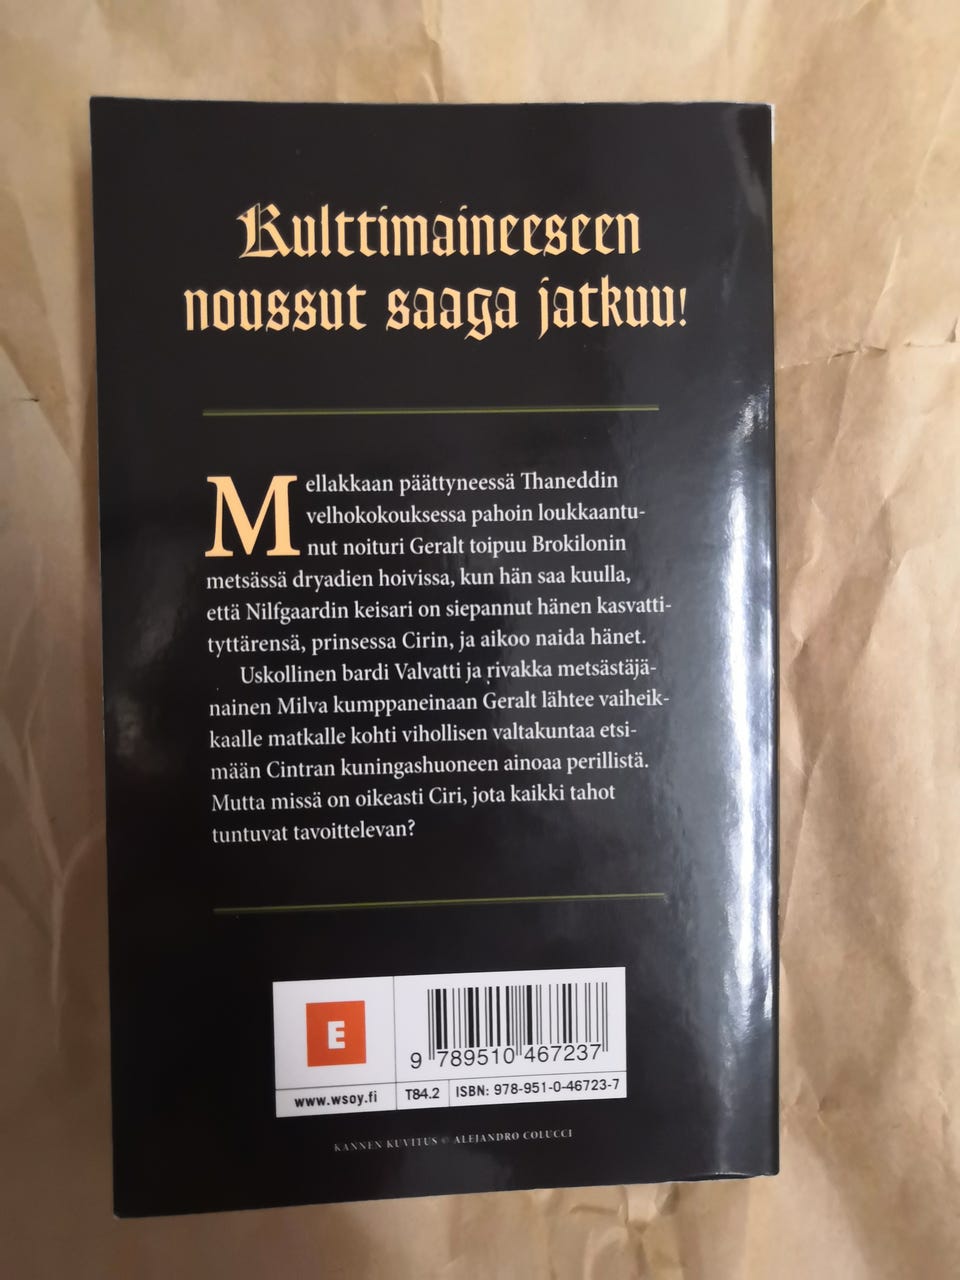 Kulttimaineeseen
noussut saaga jatkuu!
Mellakkaan päättyneessä Thaneddin
velhokokouksessa pahoin loukkaantu-
nut noituri Geralt toipuu Brokilonin
metsässä dryadien hoivissa, kun hän saa kuulla,
että Nilfgaardin keisari on siepannut hänen kasvatti-
tyttärensä, prinsessa Cirin, ja aikoo naida hänet.
Uskollinen bardi Valvatti ja rivakka metsästäjä-
nainen Milva kumppaneinaan Geralt lähtee vaiheik-
kaalle matkalle kohti vihollisen valtakuntaa etsi-
mään Cintran kuningashuoneen ainoaa perillistä.
Mutta missä on oikeasti Ciri, jota kaikki tahot
tuntuvat tavoittelevan?
E
9 789510 467237
www.wsoy.fi T84.2 ISBN: 978-951-0-46723-7
KANNEN KUVITUS © ALEJANDRO COLUCCI